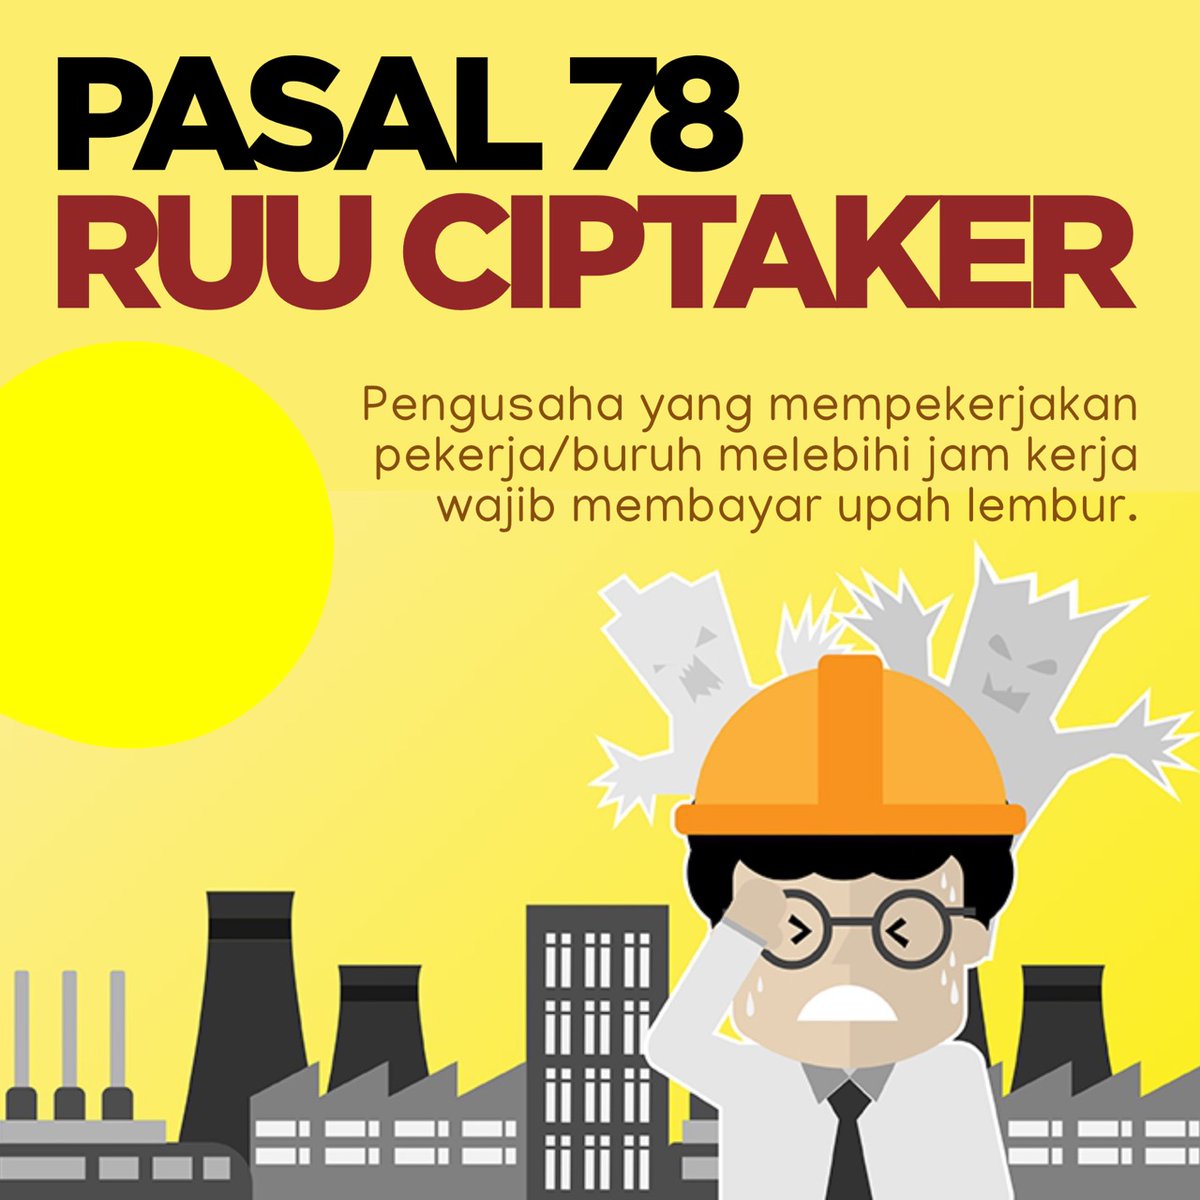 PASAL 78
RUU CIPTAKER
Pengusaha yang mempekerjakan
pekerja/buruh melebihi jam kerja
wajib membayar upah lembur.